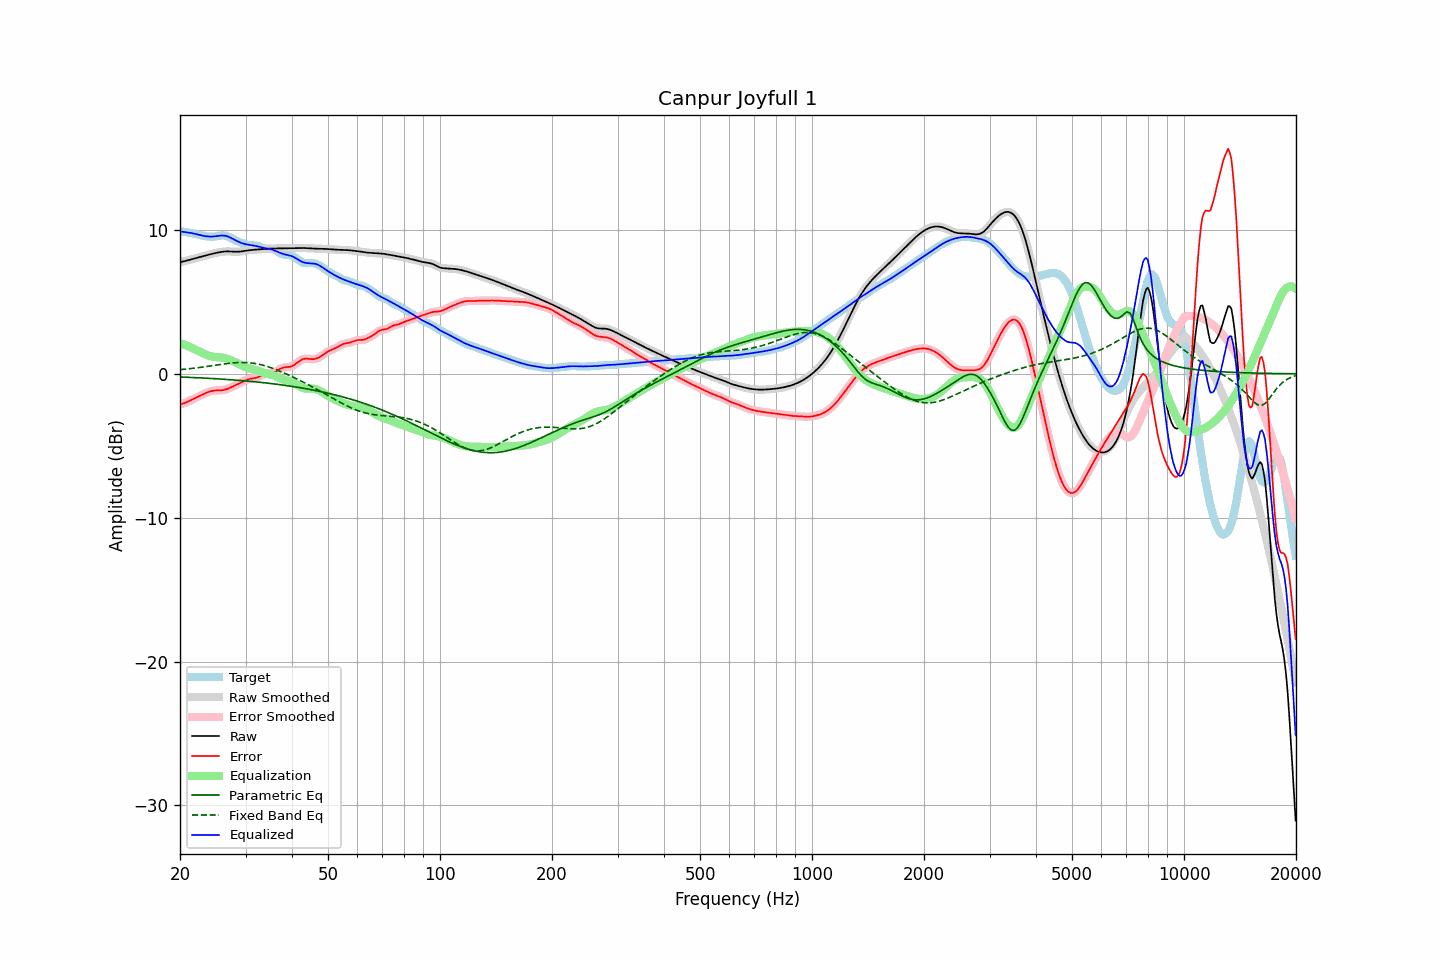 Canpur Joyfull 1
Amplitude (dBr)
10
0
−10
−20
−30
Target
Raw Smoothed
Error Smoothed
Raw
Error
Equalization
Parametric Eq
Fixed Band Eq
Equalized
20 50 100 200 500 1000 2000 5000 10000 20000
Frequency (Hz)